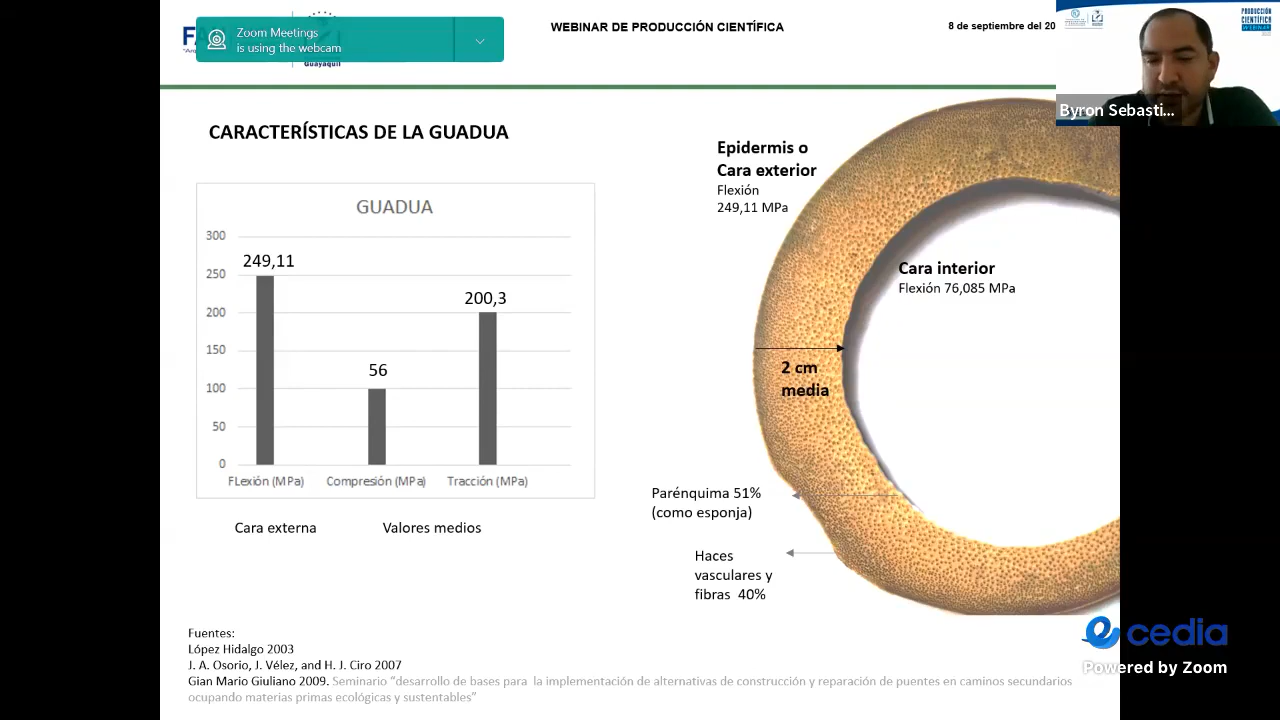 Zoom Meetings
is using the webcam
Guayaquil
WEBINAR DE PRODUCCIÓN CIENTÍFICA
8 de septiembre del 20
PRODUCCIÓN
CIENTÍFICA
WEBINAR
Byron Sebasti...
CARACTERÍSTICAS DE LA GUADUA
GUADUA
300
250
200
150
100
50
0
249,11
56
200,3
FLexión (MPa)
Compresión (MPa)
Tracción (MPa)
Cara externa
Valores medios
Epidermis o
Cara exterior
Flexión
249,11 MPa
Cara interior
Flexión 76,085 MPa
2 cm
media
Parénquima 51%
(como esponja)
Haces
vasculares y
fibras 40%
Fuentes:
López Hidalgo 2003
J. A. Osorio, J. Vélez, and H. J. Ciro 2007
Gian Mario Giuliano 2009. Seminario “desarrollo de bases para la implementación de alternativas de construcción y reparación de puentes en caminos secundarios
ocupando materias primas ecológicas y sustentables”
cedia
Powered by Zoom